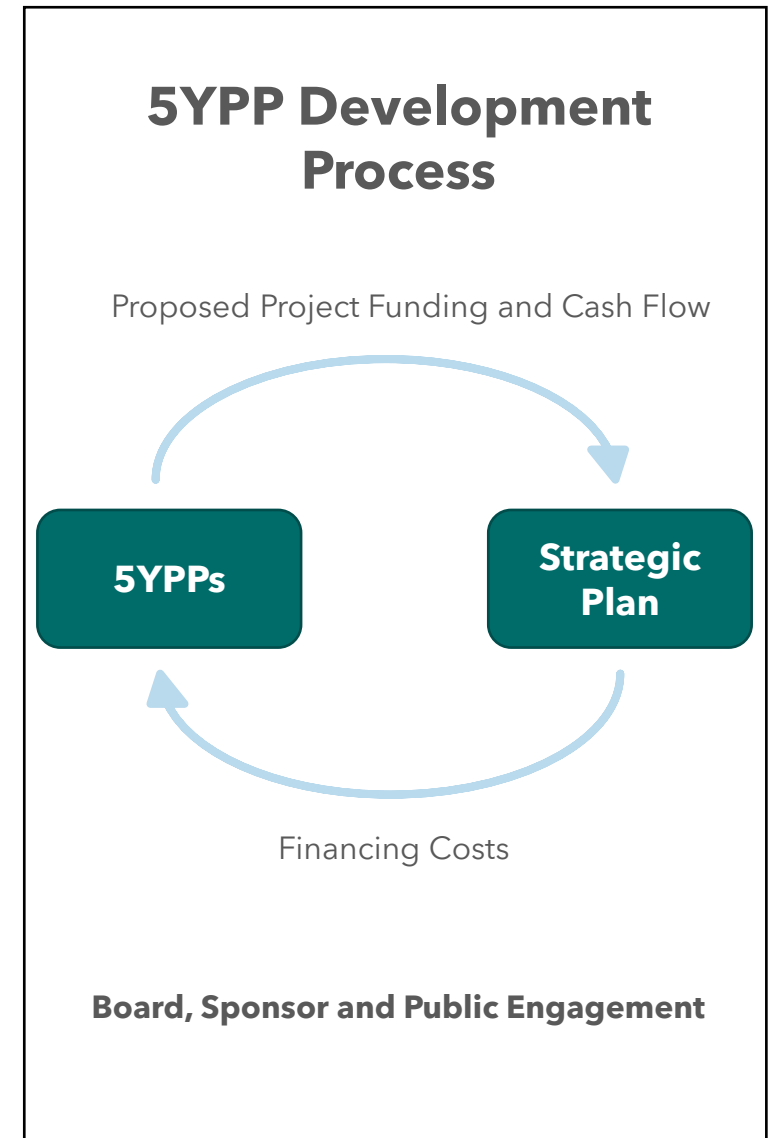 5YPP Development
Process
Proposed Project Funding and Cash Flow
5YPPs
Strategic
Plan
Financing Costs
Board, Sponsor and Public Engagement